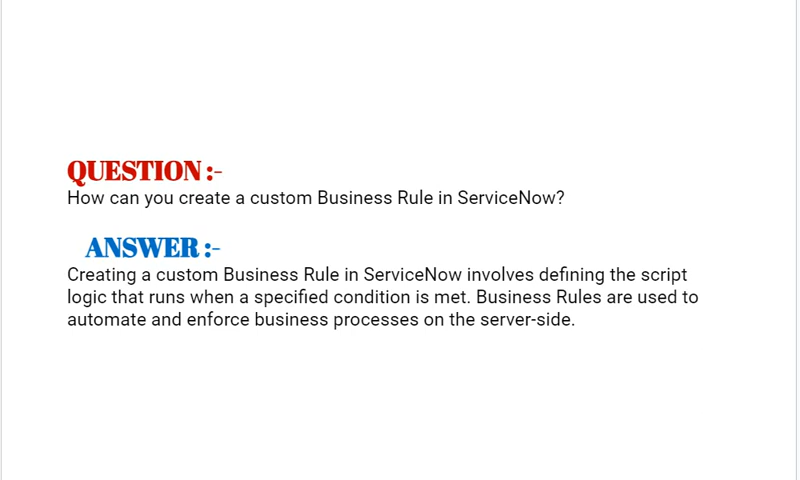 QUESTION :-
How can you create a custom Business Rule in ServiceNow?
ANSWER :-
Creating a custom Business Rule in ServiceNow involves defining the script
logic that runs when a specified condition is met. Business Rules are used to
automate and enforce business processes on the server-side.